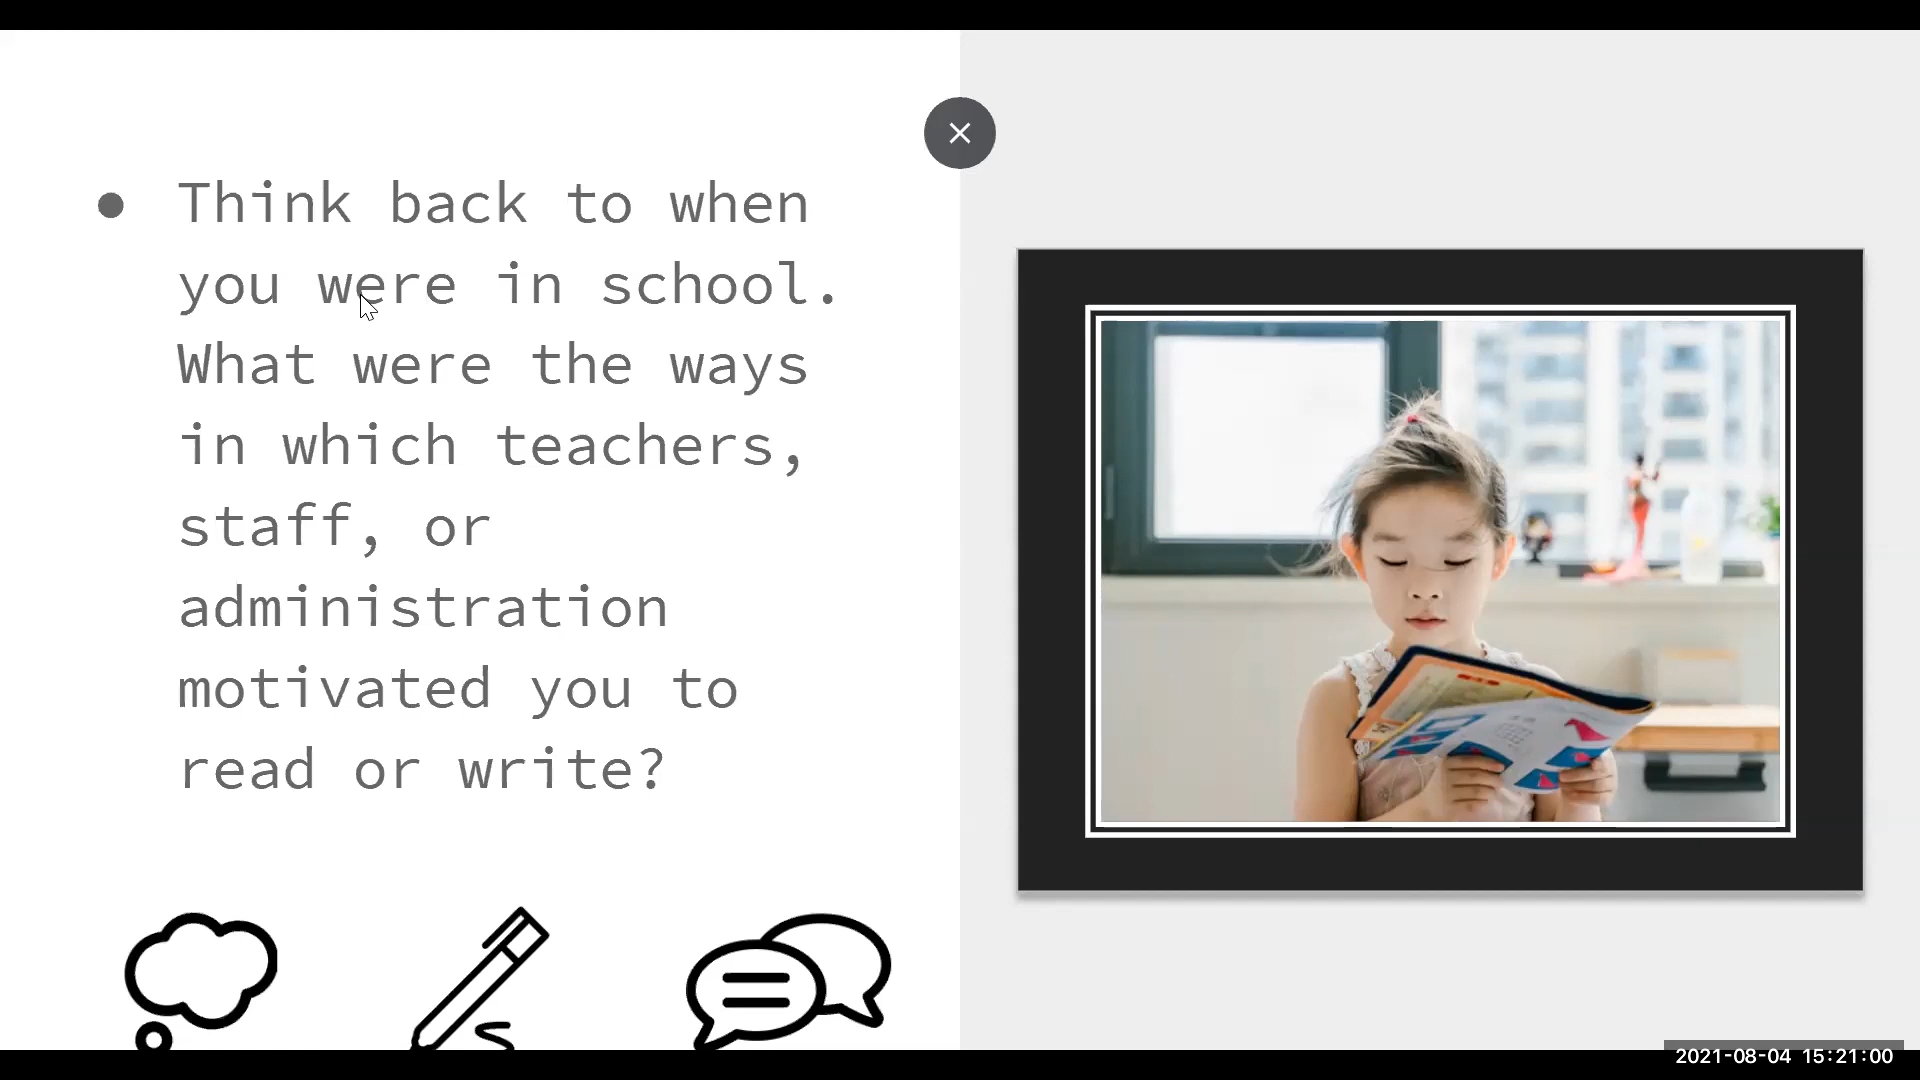 ● Think back to when
you were in school.
What were the ways
in which teachers,
staff, or
administration
motivated you to
read or write?
2021-08-04 15:21:00